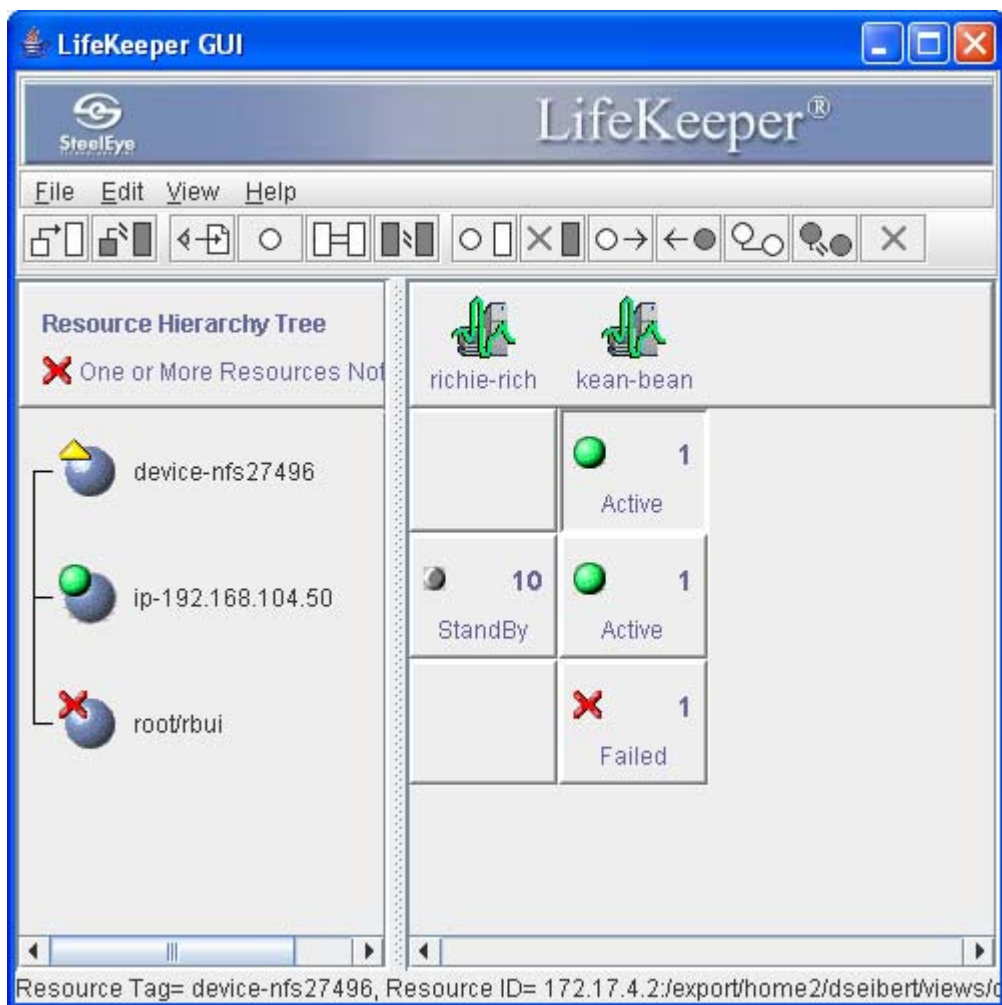 LifeKeeper GUI
SteelEye
LifeKeeper®
File Edit View Help
Resource Hierarchy Tree
One or More Resources Not
richie-rich kean-bean
device-nfs27496
1
Active
ip-192.168.104.50
10 1
StandBy Active
root/rbui
1
Failed
Resource Tag= device-nfs27496, Resource ID= 172.17.4.2:/export/home2/dseibert/views/